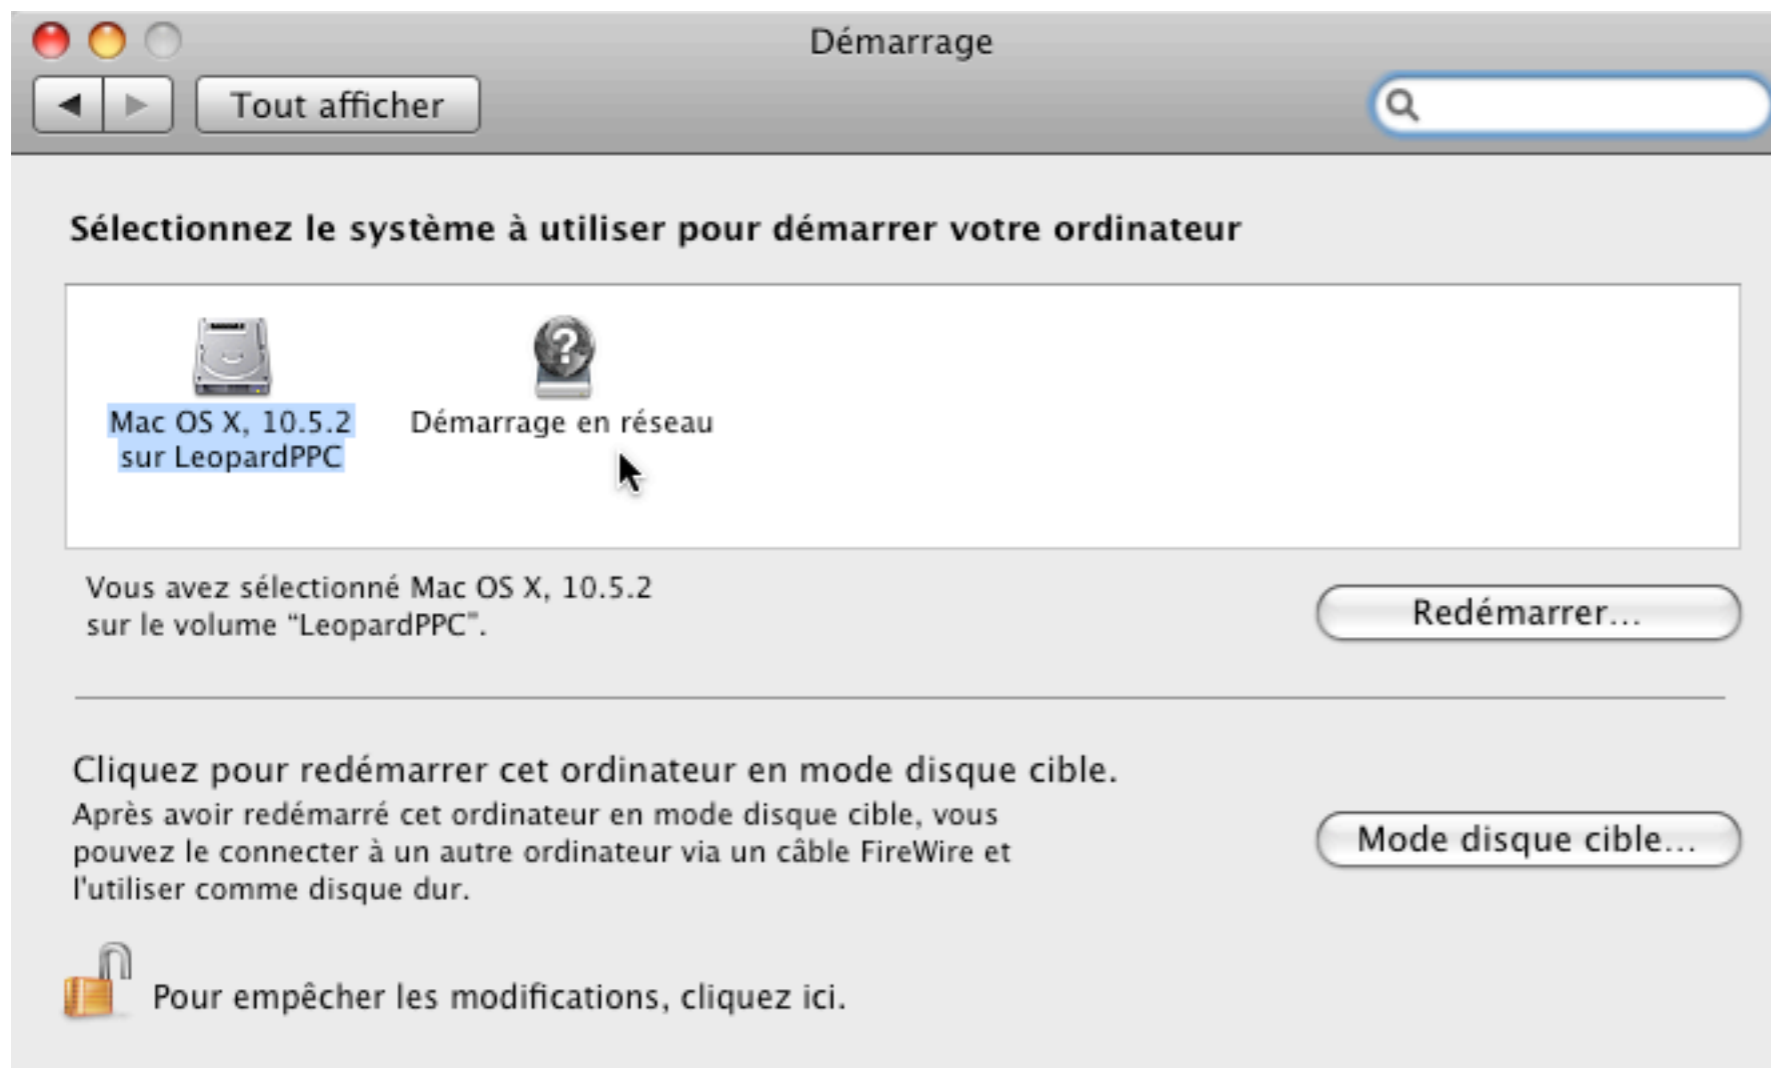 Démarrage
Tout afficher
Sélectionnez le système à utiliser pour démarrer votre ordinateur
Mac OS X, 10.5.2
sur LeopardPPC
Démarrage en réseau
Vous avez sélectionné Mac OS X, 10.5.2
sur le volume “LeopardPPC”.
Redémarrer...
Cliquez pour redémarrer cet ordinateur en mode disque cible.
Après avoir redémarré cet ordinateur en mode disque cible, vous
pouvez le connecter à un autre ordinateur via un câble FireWire et
l'utiliser comme disque dur.
Mode disque cible...
Pour empêcher les modifications, cliquez ici.